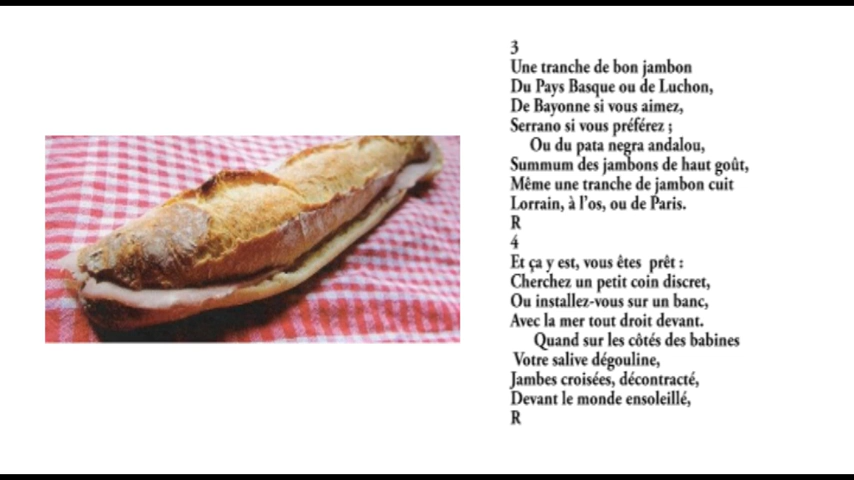 3
Une tranche de bon jambon
Du Pays Basque ou de Luchon,
De Bayonne si vous aimez,
Serrano si vous préférez ;
Ou du pata negra andalou,
Summum des jambons de haut goût,
Même une tranche de jambon cuit
Lorrain, à l'os, ou de Paris.
R
4
Et ça y est, vous êtes prêt :
Cherchez un petit coin discret,
Ou installez-vous sur un banc,
Avec la mer tout droit devant.
Quand sur les côtés des babines
Votre salive dégouline,
Jambes croisées, décontracté,
Devant le monde ensoleillé,
R